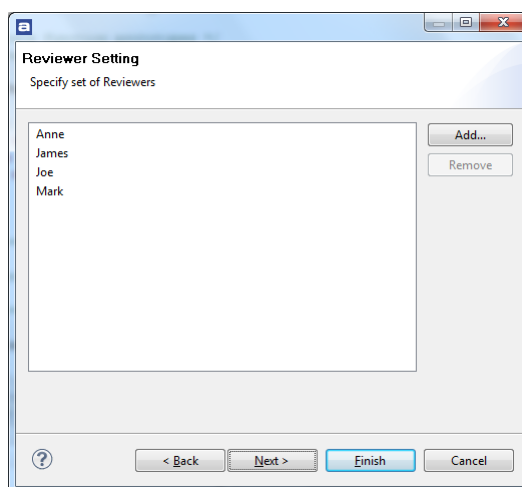 a
Reviewer Setting
Specify set of Reviewers
Anne
James
Joe
Mark
Add...
Remove
?
< Back
Next >
Finish
Cancel